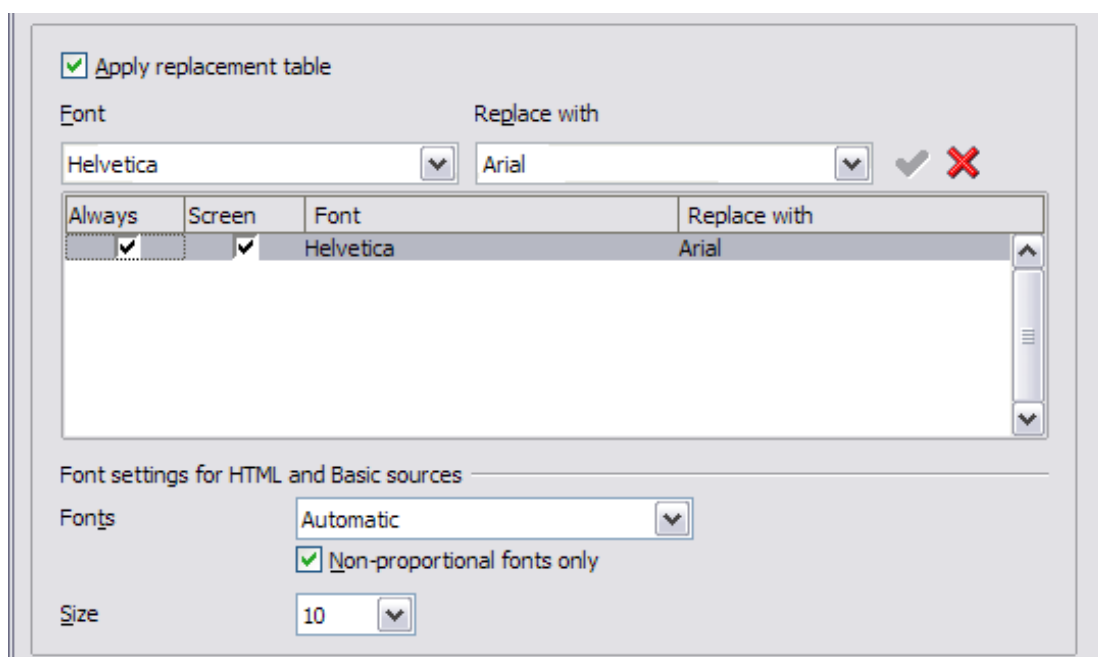 Apply replacement table
Font Replace with
Helvetica Arial
Always Screen Font Replace with
Helvetica Arial
Font settings for HTML and Basic sources
Fonts Automatic
Non-proportional fonts only
Size 10